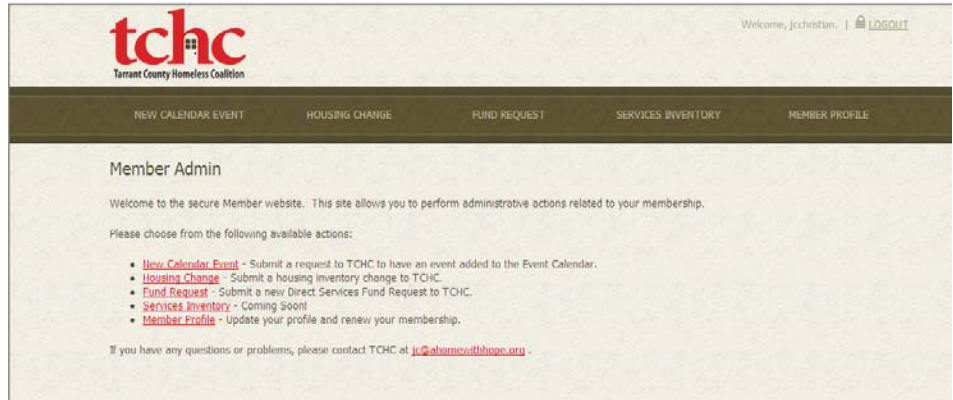 Welcome, jcchristian. | LOGOUT
tchc
Tarrant County Homeless Coalition
NEW CALENDAR EVENT HOUSING CHANGE FUND REQUEST SERVICES INVENTORY MEMBER PROFILE
Member Admin
Welcome to the secure Member website. This site allows you to perform administrative actions related to your membership.
Please choose from the following available actions:
• New Calendar Event - Submit a request to TCHC to have an event added to the Event Calendar.
• Housing Change - Submit a housing inventory change to TCHC.
• Fund Request - Submit a new Direct Services Fund Request to TCHC.
• Services Inventory - Coming Soon!
• Member Profile - Update your profile and renew your membership.
If you have any questions or problems, please contact TCHC at jc@ahomewithhope.org .